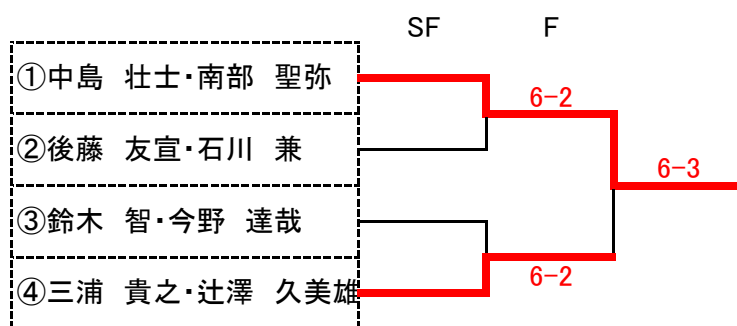 SF F
①中島 壮士・南部 聖弥
6-2
②後藤 友宣・石川 兼
6-3
③鈴木 智・今野 達哉
6-2
④三浦 貴之・辻澤 久美雄